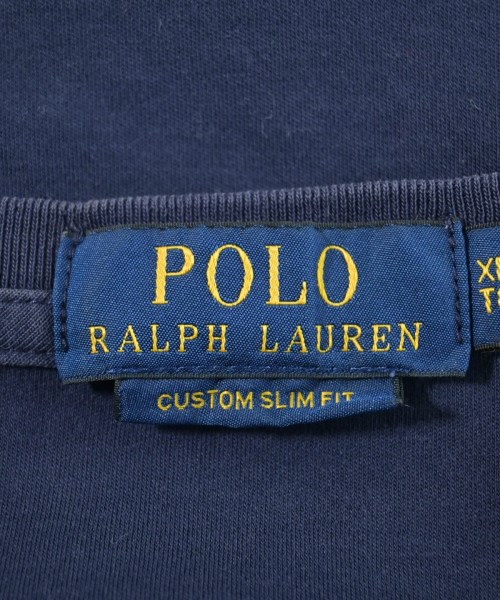 POLO
RALPH LAUREN
CUSTOM SLIM FIT